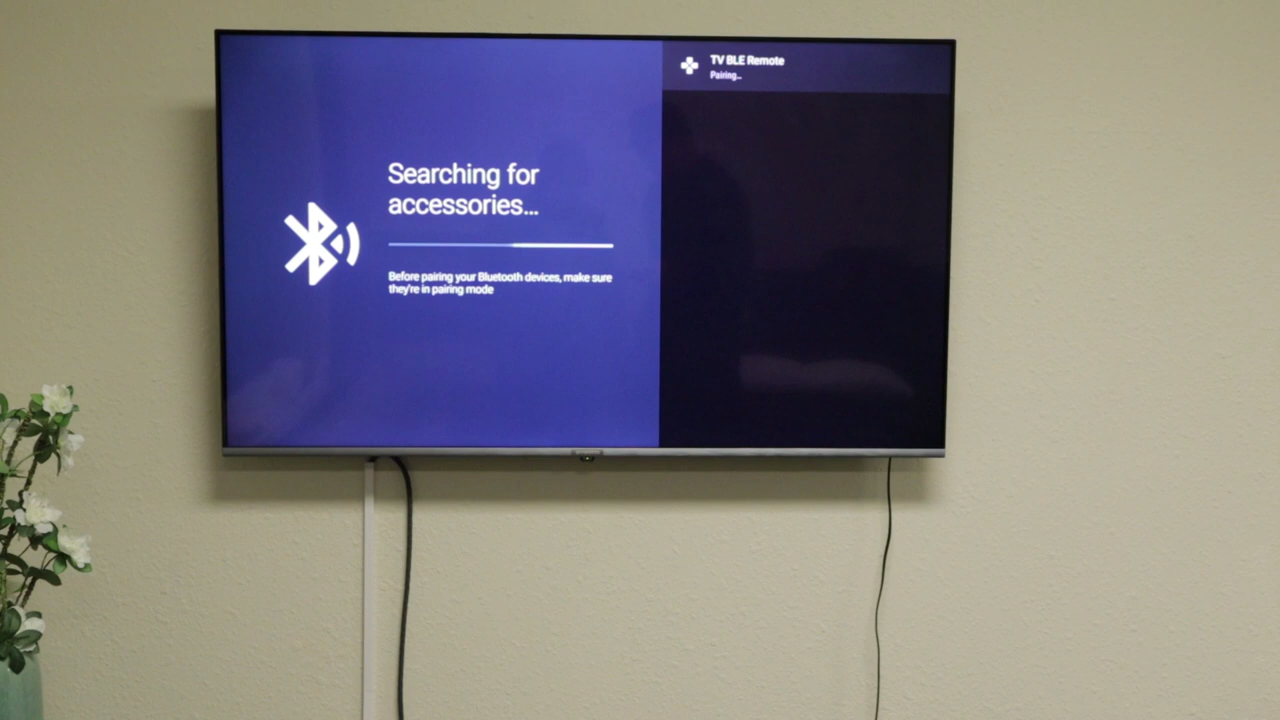 Searching for
accessories...
Before pairing your Bluetooth devices, make sure
they're in pairing mode
TV BLE Remote
Pairing...